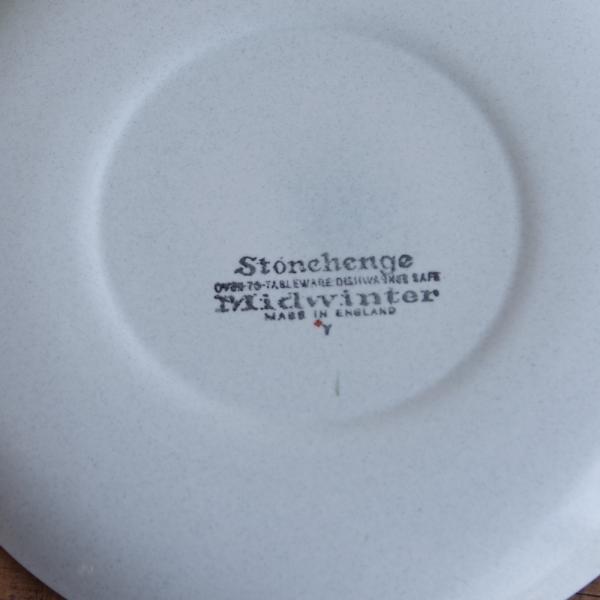 Stonehenge
OVEN-TO-TABLEWARE DISHWASHER SAFE
Midwinter
MADE IN ENGLAND
Y